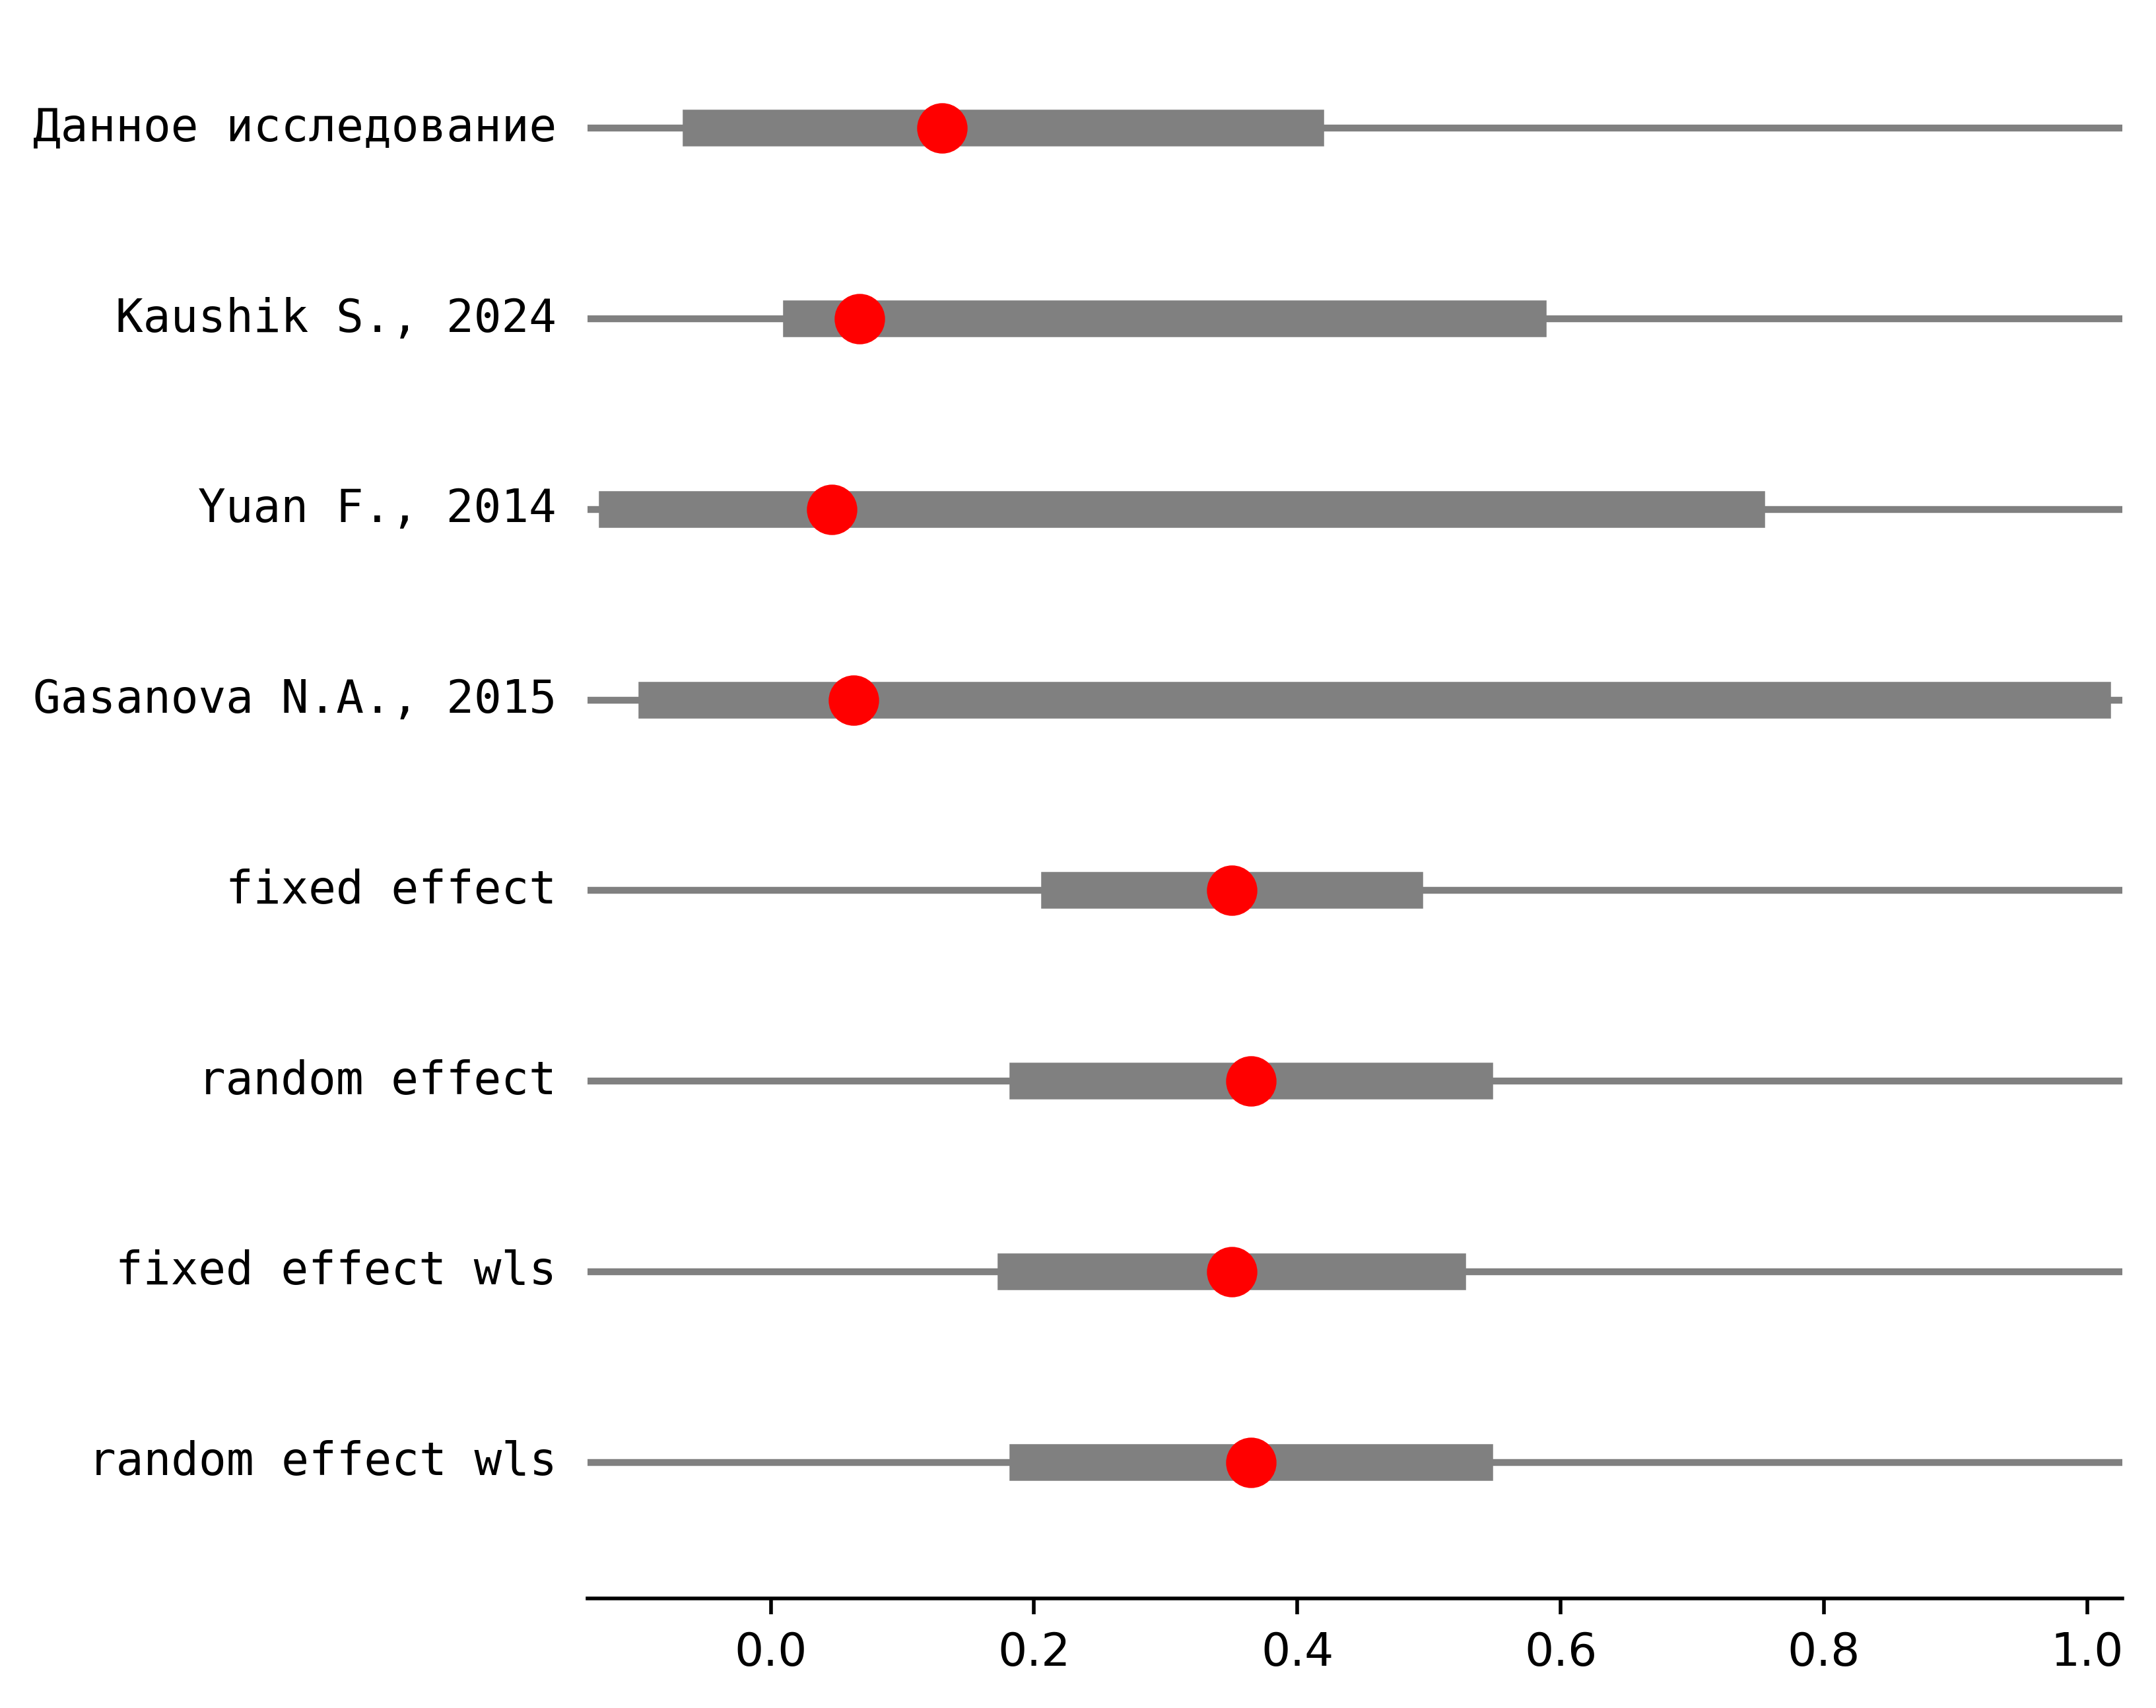 Данное исследование
Kaushik S., 2024
Yuan F., 2014
Gasanova N.A., 2015
fixed effect
random effect
fixed effect wls
random effect wls
0.0 0.2 0.4 0.6 0.8 1.0